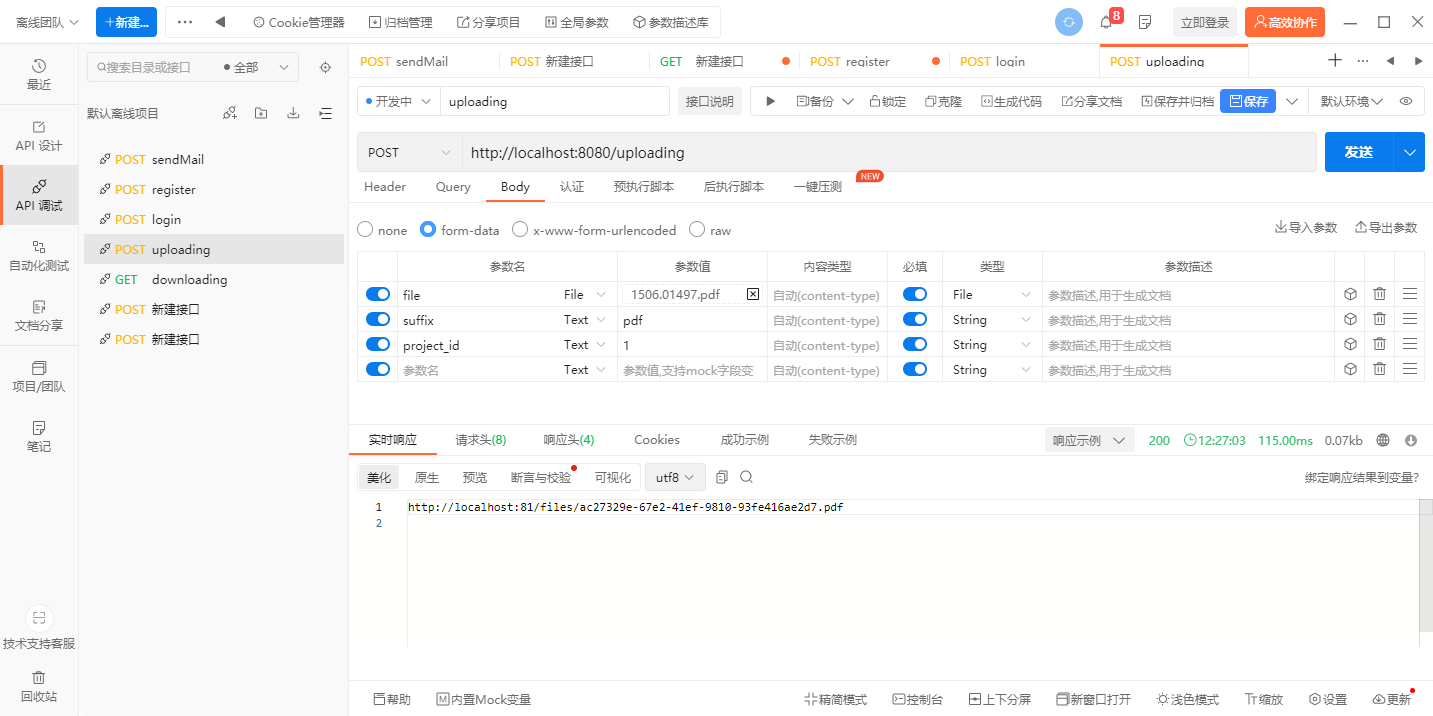 离线团队 +新建... ··· Cookie管理器 归档管理 分享项目 全局参数 参数描述库 8 立即登录 高效协作
最近
API 设计
API 调试
自动化测试
文档分享
项目/团队
笔记
技术支持客服
回收站
搜索目录或接口 全部
默认离线项目
POST sendMail
POST register
POST login
POST uploading
GET downloading
POST 新建接口
POST 新建接口
POST sendMail POST 新建接口 GET 新建接口 POST register POST login POST uploading
开发中 uploading 接口说明 备份 锁定 克隆 生成代码 分享文档 保存并归档 保存 默认环境
POST http://localhost:8080/uploading 发送
Header Query Body 认证 预执行脚本 后执行脚本 一键压测 NEW
none form-data x-www-form-urlencoded raw 导入参数 导出参数
参数名 参数值 内容类型 必填 类型 参数描述
file File 1506.01497.pdf 自动(content-type) File 参数描述,用于生成文档
suffix Text pdf 自动(content-type) String 参数描述,用于生成文档
project_id Text 1 自动(content-type) String 参数描述,用于生成文档
参数名 Text 参数值,支持mock字段变 自动(content-type) String 参数描述,用于生成文档
实时响应 请求头(8) 响应头(4) Cookies 成功示例 失败示例 响应示例 200 12:27:03 115.00ms 0.07kb
美化 原生 预览 断言与校验 可视化 utf8 绑定响应结果到变量?
1 http://localhost:81/files/ac27329e-67e2-41ef-9810-93fe416ae2d7.pdf
2
帮助 内置Mock变量 精简模式 控制台 上下分屏 新窗口打开 浅色模式 缩放 设置 更新